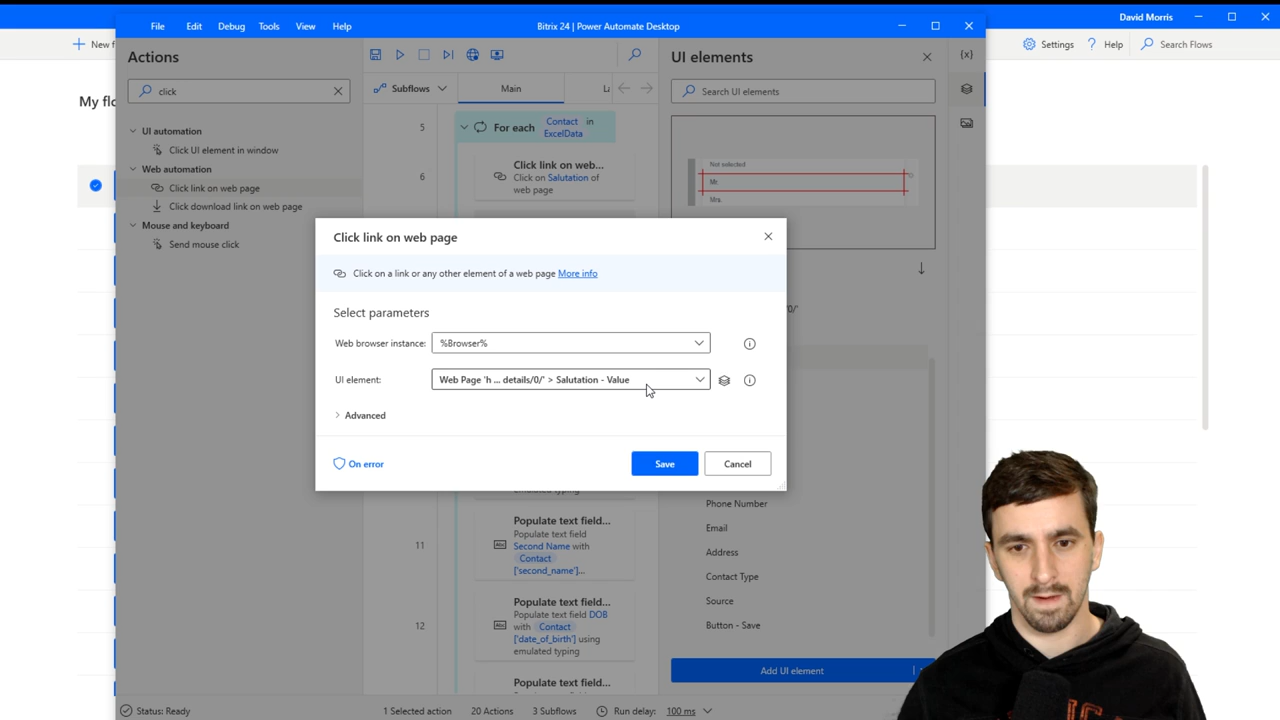 David Morris
File Edit Debug Tools View Help
Bitrix 24 | Power Automate Desktop
New f
Settings
Help
Search Flows
My flo
Actions
click
UI automation
Click UI element in window
Web automation
Click link on web page
Click download link on web page
Mouse and keyboard
Send mouse click
Subflows
Main
La
5
For each Contact in
ExcelData
6
Click link on web...
Click on Salutation of
web page
UI elements
Search UI elements
Not selected
Mr
Mrs
/0/'
Click link on web page
Click on a link or any other element of a web page More info
Select parameters
Web browser instance:
%Browser%
UI element:
Web Page 'h ... details/0/' > Salutation - Value
Advanced
On error
Save
Cancel
emulated typing
11
Populate text field...
Populate text field
Second Name with
Contact
['second_name']...
12
Populate text field...
Populate text field DOB
with Contact
['date_of_birth'] using
emulated typing
Populate text field...
Phone Number
Email
Address
Contact Type
Source
Button - Save
Add UI element
Status: Ready
1 Selected action
20 Actions
3 Subflows
Run delay: 100 ms